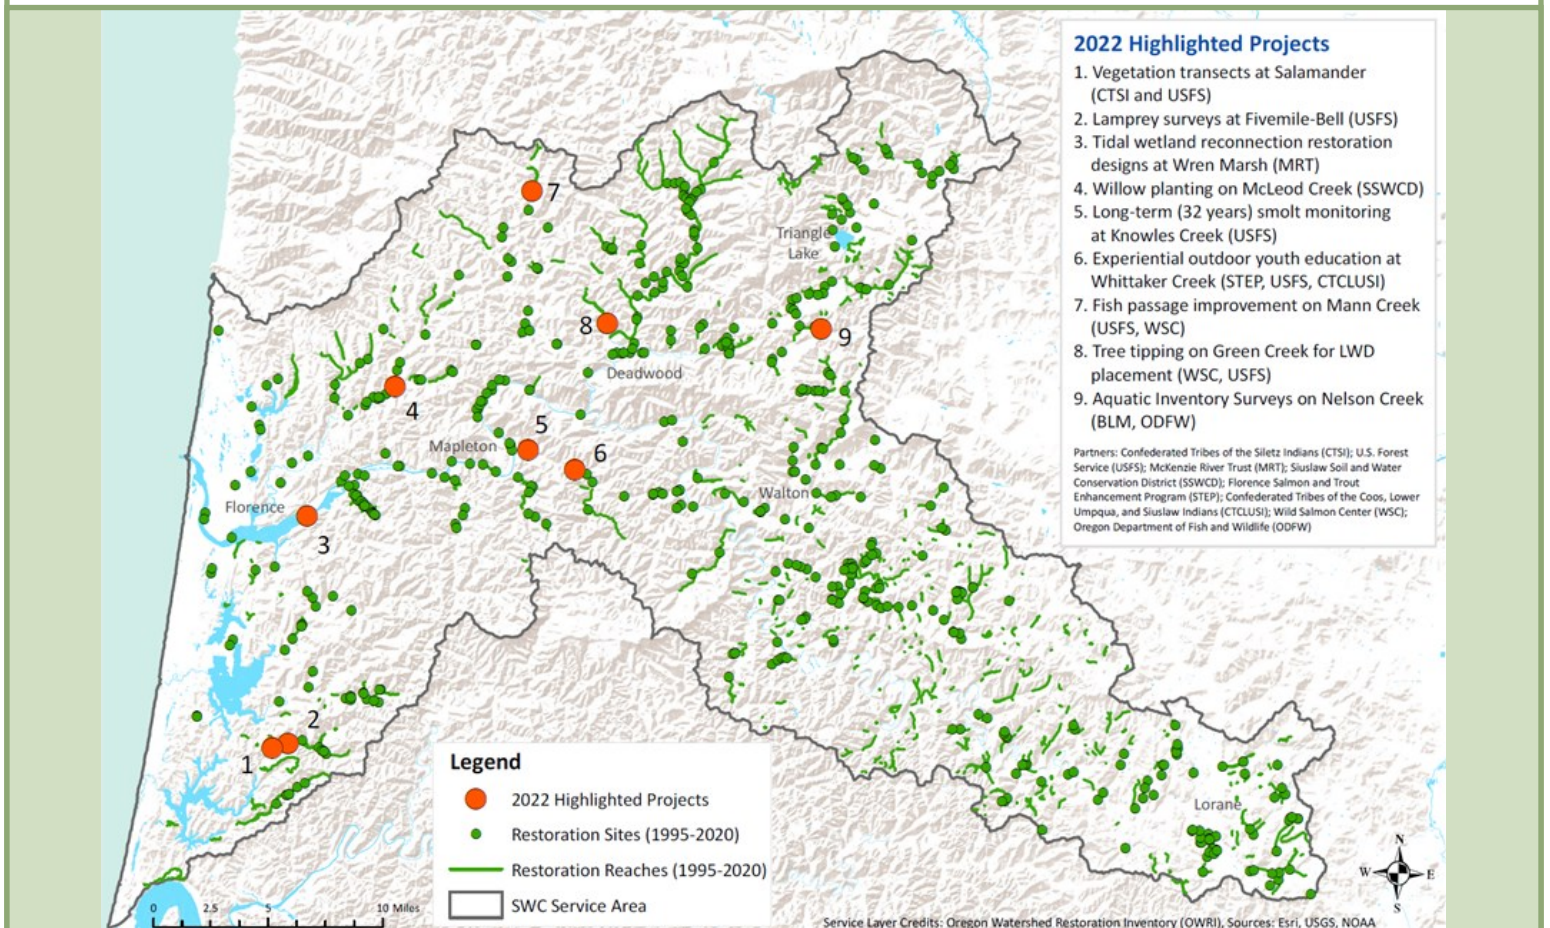 2022 Highlighted Projects
1. Vegetation transects at Salamander
(CTSI and USFS)
2. Lamprey surveys at Fivemile-Bell (USFS)
3. Tidal wetland reconnection restoration
designs at Wren Marsh (MRT)
4. Willow planting on McLeod Creek (SSWCD)
5. Long-term (32 years) smolt monitoring
at Knowles Creek (USFS)
6. Experiential outdoor youth education at
Whittaker Creek (STEP, USFS, CTCLUSI)
7. Fish passage improvement on Mann Creek
(USFS, WSC)
8. Tree tipping on Green Creek for LWD
placement (WSC, USFS)
9. Aquatic Inventory Surveys on Nelson Creek
(BLM, ODFW)
Partners: Confederated Tribes of the Siletz Indians (CTSI); U.S. Forest
Service (USFS); McKenzie River Trust (MRT); Siuslaw Soil and Water
Conservation District (SSWCD); Florence Salmon and Trout
Enhancement Program (STEP); Confederated Tribes of the Coos, Lower
Umpqua, and Siuslaw Indians (CTCLUSI); Wild Salmon Center (WSC);
Oregon Department of Fish and Wildlife (ODFW)
7
Triangle
Lake
8
9
Deadwood
4
5
Mapleton
6
Walton
Florence
3
2
1
Legend
2022 Highlighted Projects
Restoration Sites (1995-2020)
Restoration Reaches (1995-2020)
SWC Service Area
Lorane
N
W
E
S
0 2.5 5 10 Miles
Service Layer Credits: Oregon Watershed Restoration Inventory (OWRI), Sources: Esri, USGS, NOAA